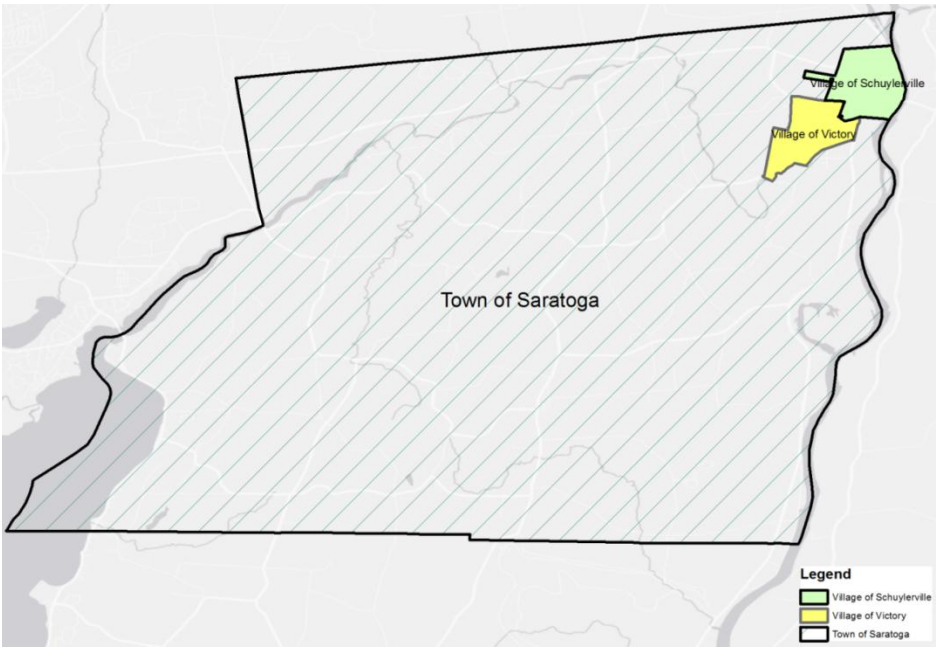 Village of Schuylerville
Village of Victory
Town of Saratoga
Legend
Village of Schuylerville
Village of Victory
Town of Saratoga